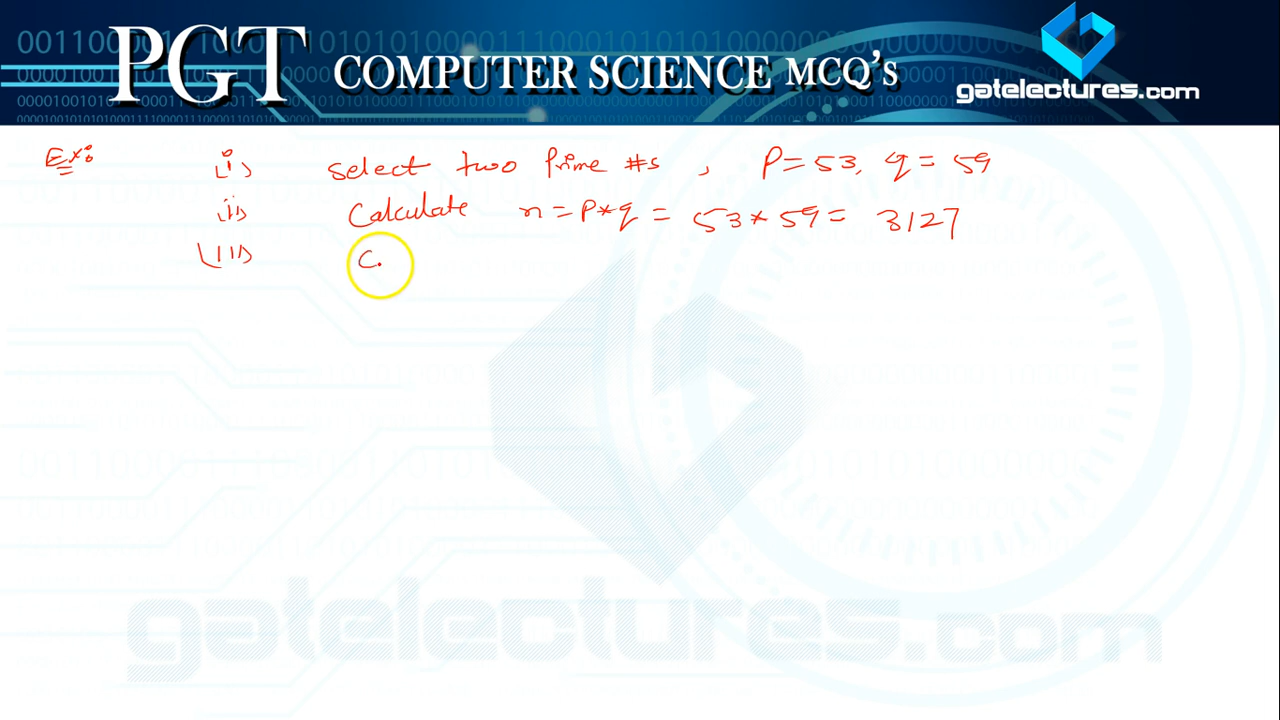 PGT COMPUTER SCIENCE MCQ'S
gatelectures.com
Ex:
(i) select two Prime #s , P=53, q=59
(ii) Calculate n=P*q = 53*59= 3127
(iii) C
gatelectures.com